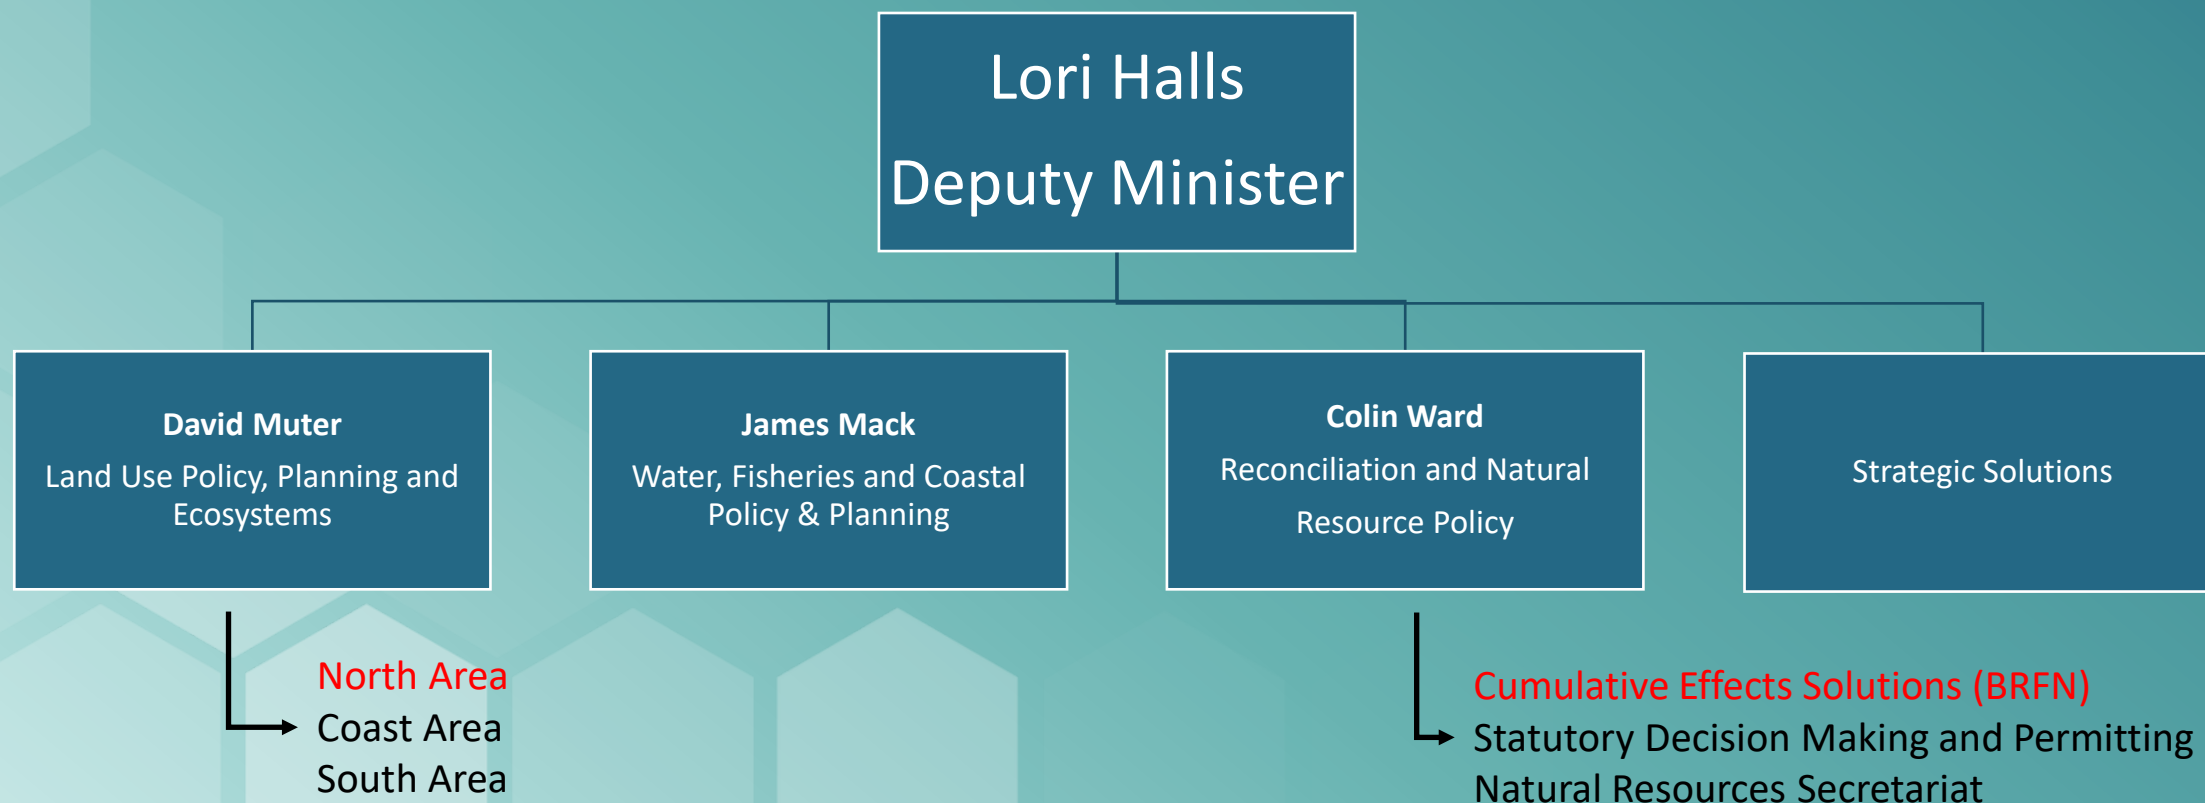 Lori Halls
Deputy Minister
David Muter
Land Use Policy, Planning and
Ecosystems
James Mack
Water, Fisheries and Coastal
Policy & Planning
Colin Ward
Reconciliation and Natural
Resource Policy
Strategic Solutions
North Area
Coast Area
South Area
Cumulative Effects Solutions (BRFN)
Statutory Decision Making and Permitting
Natural Resources Secretariat